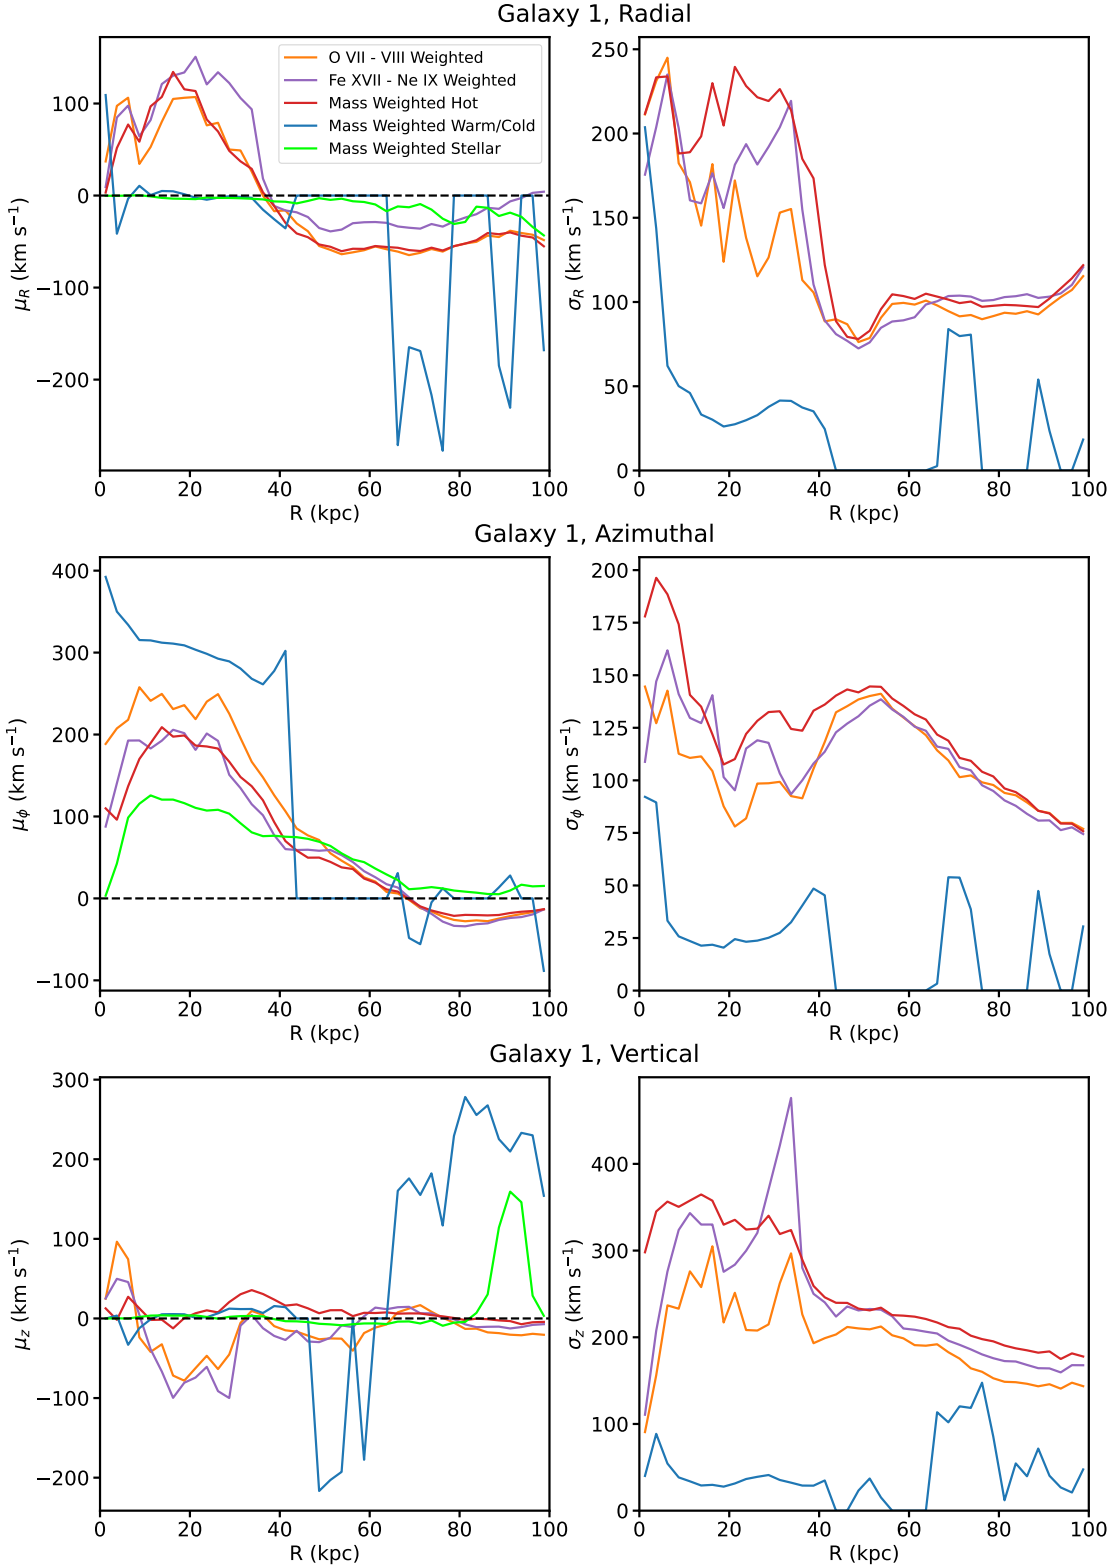 Galaxy 1, Radial
μ_R (km s⁻¹)
100
0
−100
−200
O VII - VIII Weighted
Fe XVII - Ne IX Weighted
Mass Weighted Hot
Mass Weighted Warm/Cold
Mass Weighted Stellar
0 20 40 60 80 100
R (kpc)
σ_R (km s⁻¹)
250
200
150
100
50
0
0 20 40 60 80 100
R (kpc)
Galaxy 1, Azimuthal
μ_ϕ (km s⁻¹)
400
300
200
100
0
−100
0 20 40 60 80 100
R (kpc)
σ_ϕ (km s⁻¹)
200
175
150
125
100
75
50
25
0
0 20 40 60 80 100
R (kpc)
Galaxy 1, Vertical
μ_z (km s⁻¹)
300
200
100
0
−100
−200
0 20 40 60 80 100
R (kpc)
σ_z (km s⁻¹)
400
300
200
100
0
0 20 40 60 80 100
R (kpc)